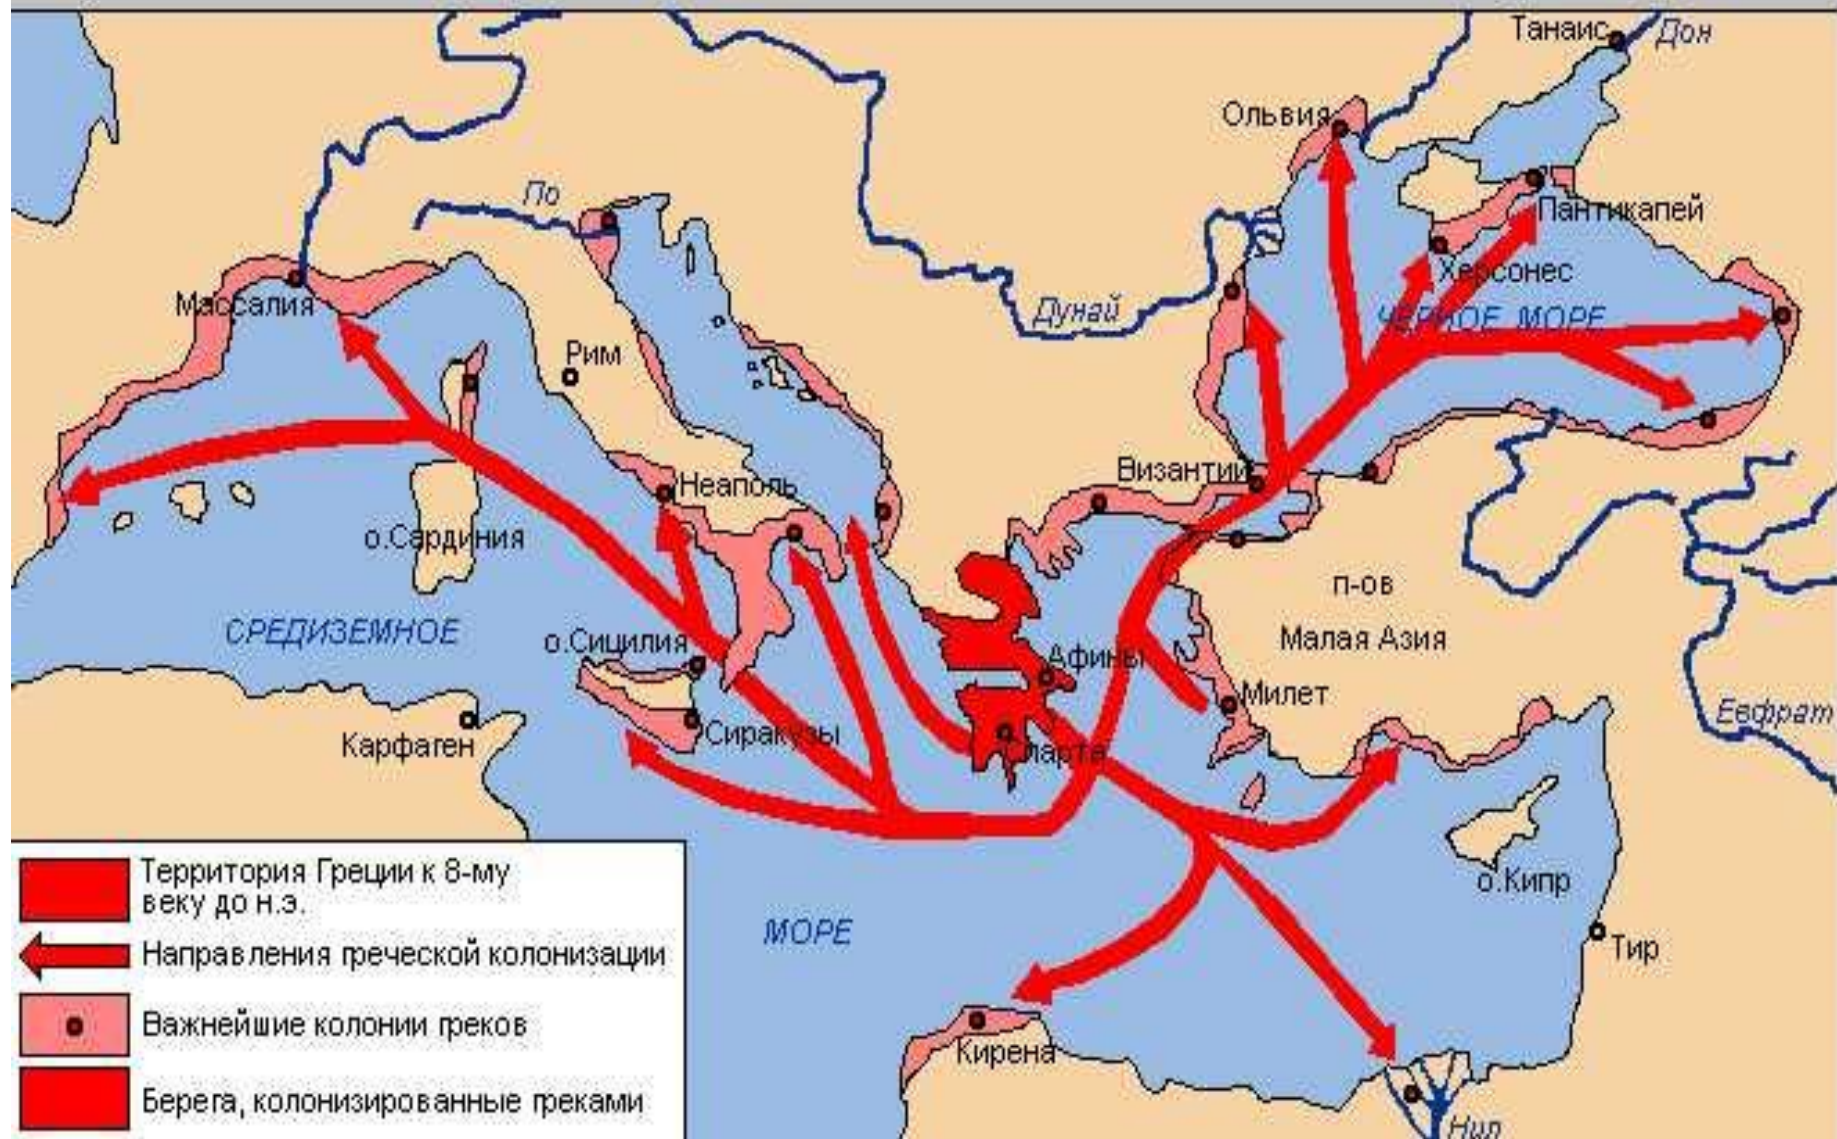 Танаис
Дон
Ольвия
По
Пантикапей
Массалия
Херсонес
Дунай
ЧЕРНОЕ МОРЕ
Рим
Византий
Неаполь
о.Сардиния
п-ов
Малая Азия
СРЕДИЗЕМНОЕ
о.Сицилия
Афины
Милет
Евфрат
Карфаген
Сиракузы
парта
о.Кипр
МОРЕ
Тир
Кирена
Нил
Территория Греции к 8-му
веку до н.э.
Направления греческой колонизации
Важнейшие колонии греков
Берега, колонизированные греками